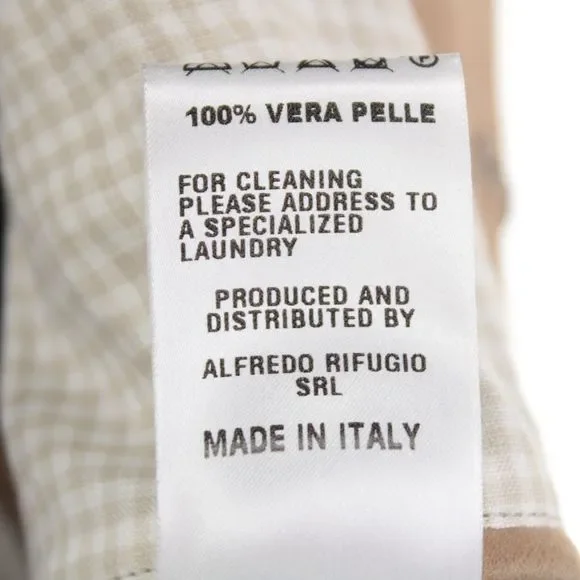 100% VERA PELLE
FOR CLEANING
PLEASE ADDRESS TO
A SPECIALIZED
LAUNDRY
PRODUCED AND
DISTRIBUTED BY
ALFREDO RIFUGIO
SRL
MADE IN ITALY